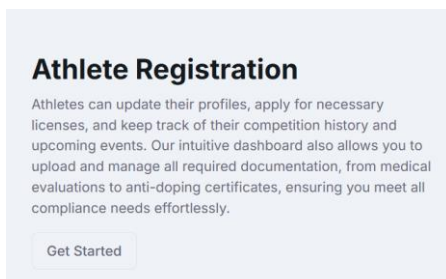 Athlete Registration
Athletes can update their profiles, apply for necessary
licenses, and keep track of their competition history and
upcoming events. Our intuitive dashboard also allows you to
upload and manage all required documentation, from medical
evaluations to anti-doping certificates, ensuring you meet all
compliance needs effortlessly.
Get Started